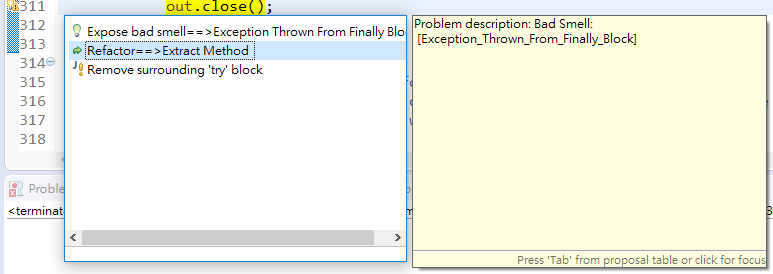 311 out.close();
312
313
314
315
316
317
318
Expose bad smell==>Exception Thrown From Finally Bloc
Refactor==>Extract Method
Remove surrounding 'try' block
Problem description: Bad Smell:
[Exception_Thrown_From_Finally_Block]
Press 'Tab' from proposal table or click for focus
Proble
<terminat